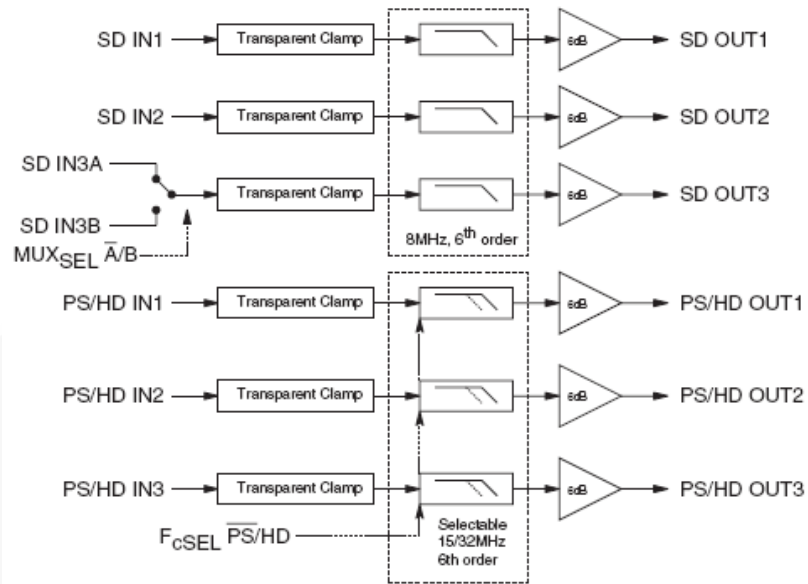 SD IN1 Transparent Clamp 6dB SD OUT1
SD IN2 Transparent Clamp 6dB SD OUT2
SD IN3A
Transparent Clamp 6dB SD OUT3
SD IN3B
8MHz, 6th order
MUXSEL A̅/B
PS/HD IN1 Transparent Clamp 6dB PS/HD OUT1
PS/HD IN2 Transparent Clamp 6dB PS/HD OUT2
PS/HD IN3 Transparent Clamp 6dB PS/HD OUT3
FcSEL P̅S̅/HD
Selectable
15/32MHz
6th order